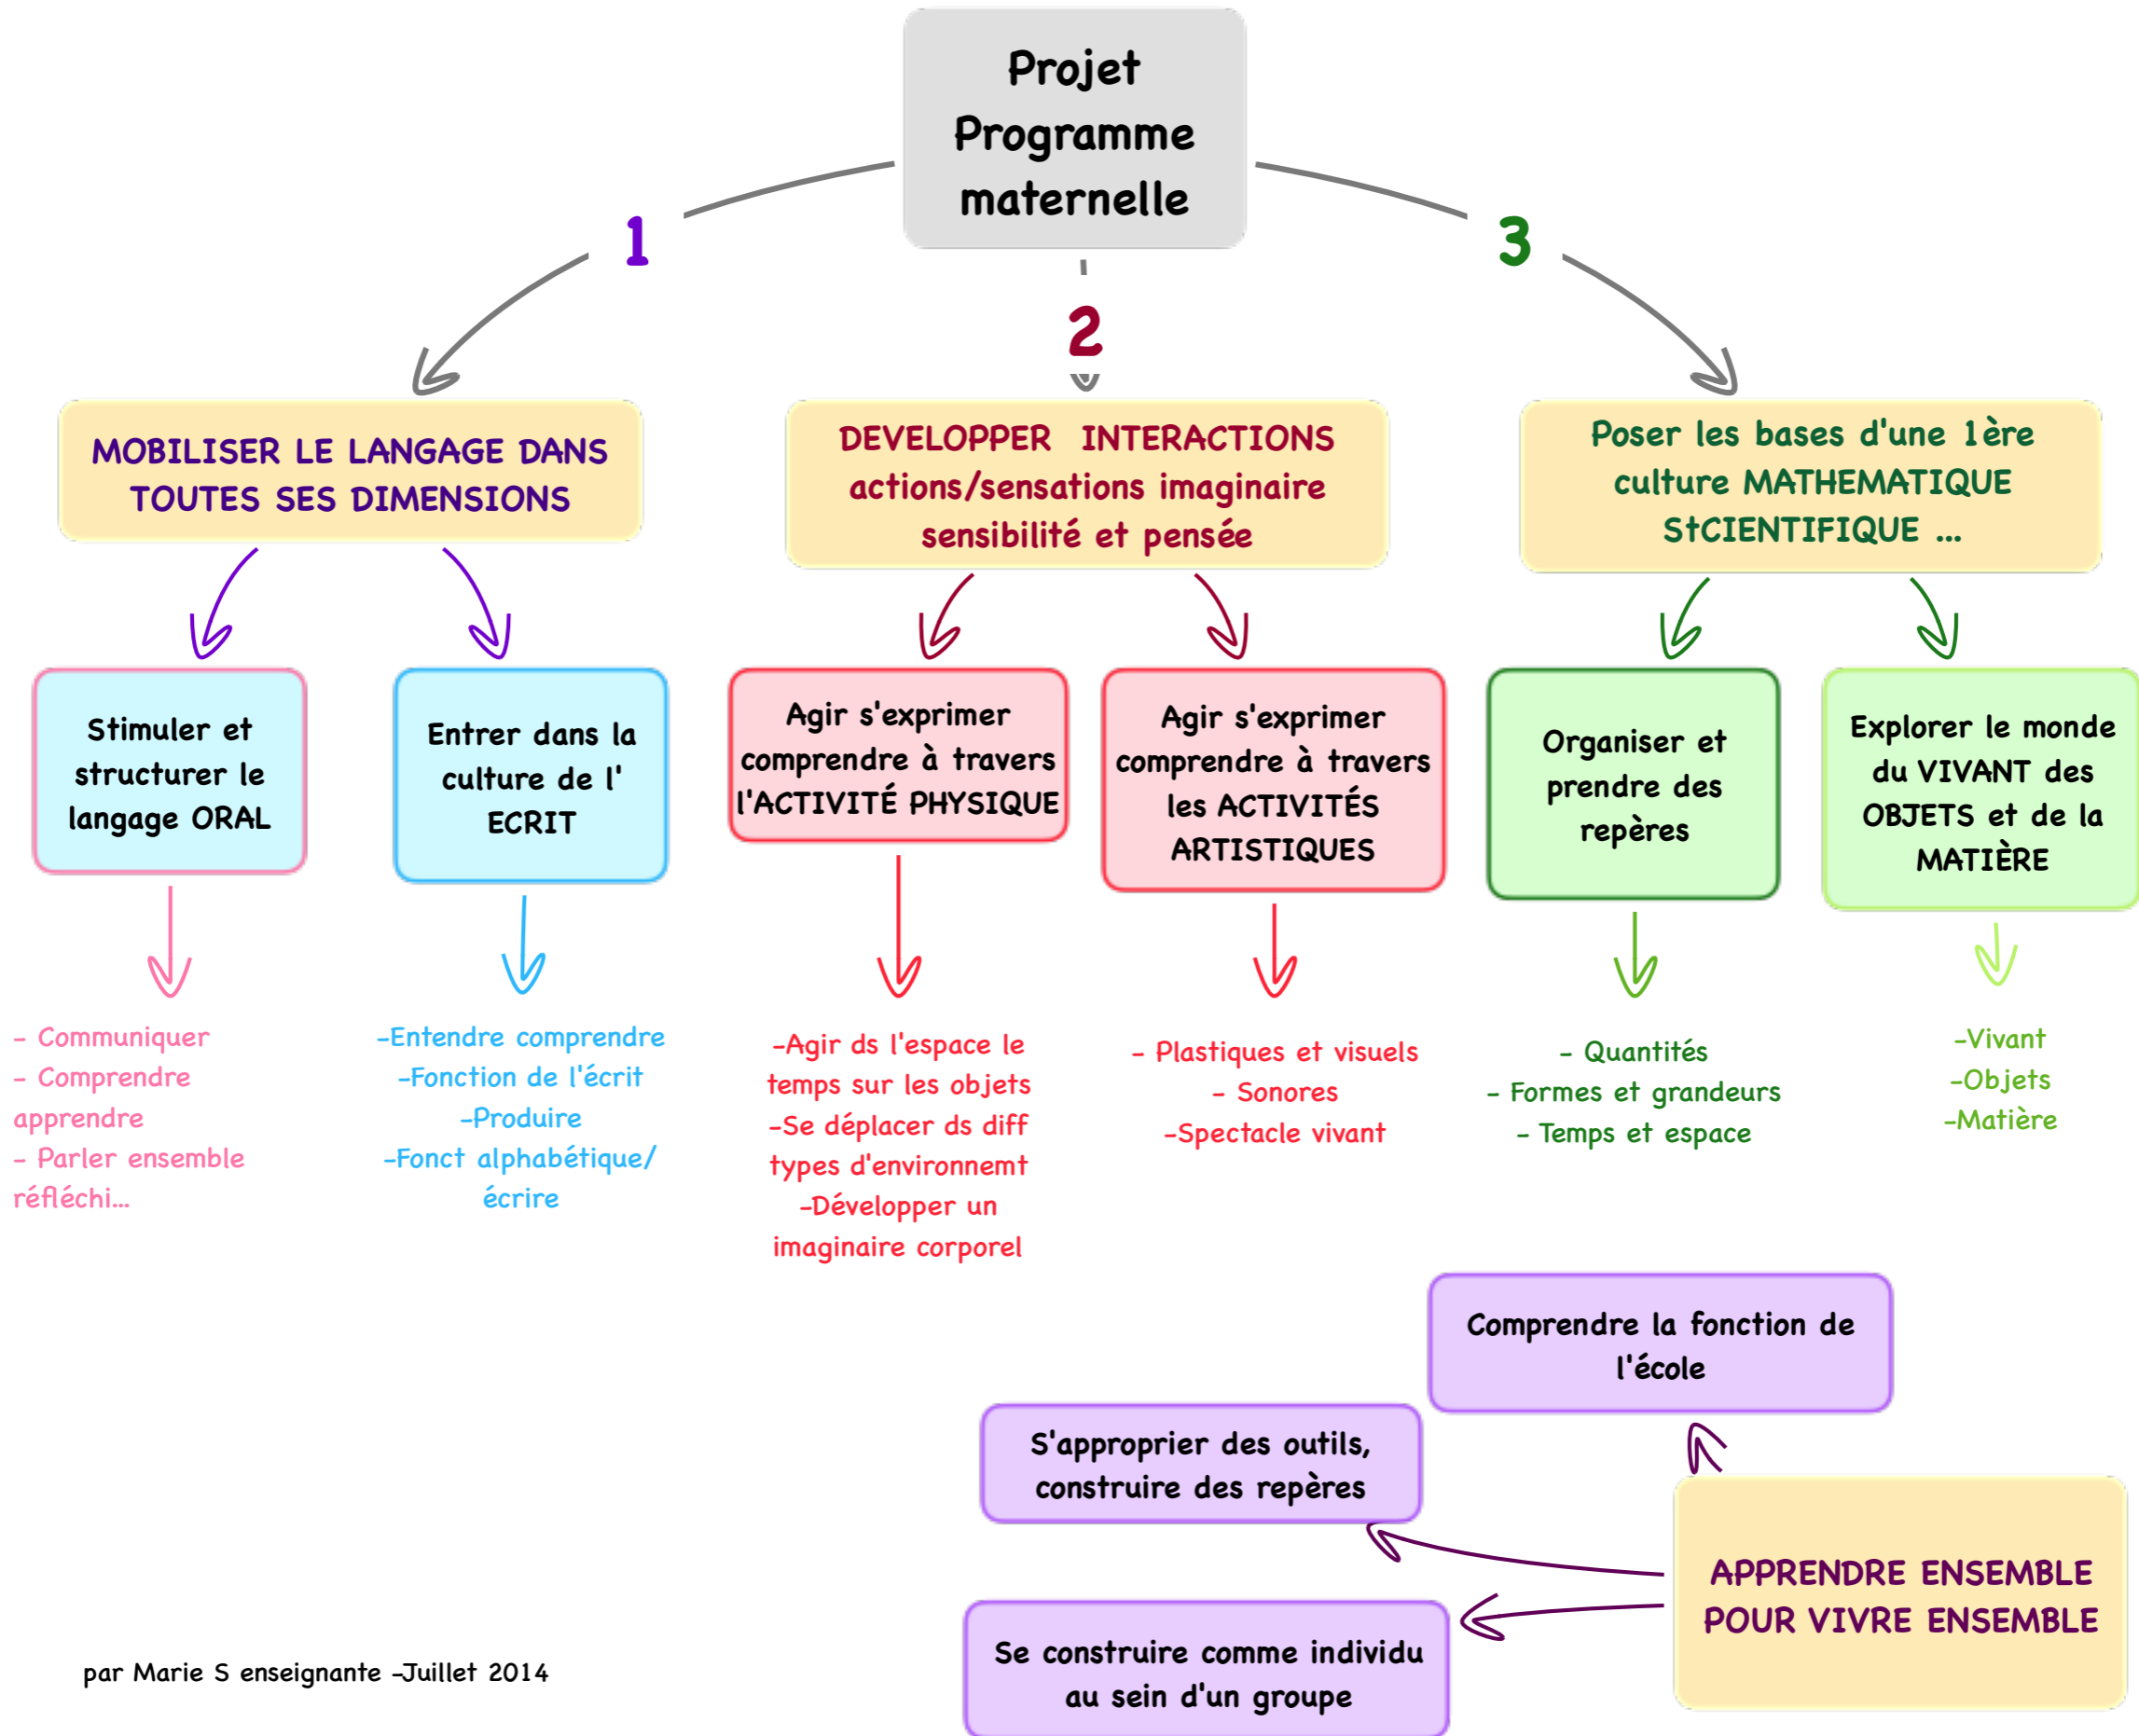 Projet
Programme
maternelle
1
2
3
MOBILISER LE LANGAGE DANS
TOUTES SES DIMENSIONS
DEVELOPPER INTERACTIONS
actions/sensations imaginaire
sensibilité et pensée
Poser les bases d'une 1ère
culture MATHEMATIQUE
StCIENTIFIQUE ...
Stimuler et
structurer le
langage ORAL
Entrer dans la
culture de l'
ECRIT
Agir s'exprimer
comprendre à travers
l'ACTIVITÉ PHYSIQUE
Agir s'exprimer
comprendre à travers
les ACTIVITÉS
ARTISTIQUES
Organiser et
prendre des
repères
Explorer le monde
du VIVANT des
OBJETS et de la
MATIÈRE
- Communiquer
- Comprendre
apprendre
- Parler ensemble
réfléchi...
-Entendre comprendre
-Fonction de l'écrit
-Produire
-Fonct alphabétique/
écrire
-Agir ds l'espace le
temps sur les objets
-Se déplacer ds diff
types d'environnemt
-Développer un
imaginaire corporel
- Plastiques et visuels
- Sonores
-Spectacle vivant
- Quantités
- Formes et grandeurs
- Temps et espace
-Vivant
-Objets
-Matière
Comprendre la fonction de
l'école
S'approprier des outils,
construire des repères
APPRENDRE ENSEMBLE
POUR VIVRE ENSEMBLE
Se construire comme individu
au sein d'un groupe
par Marie S enseignante -Juillet 2014